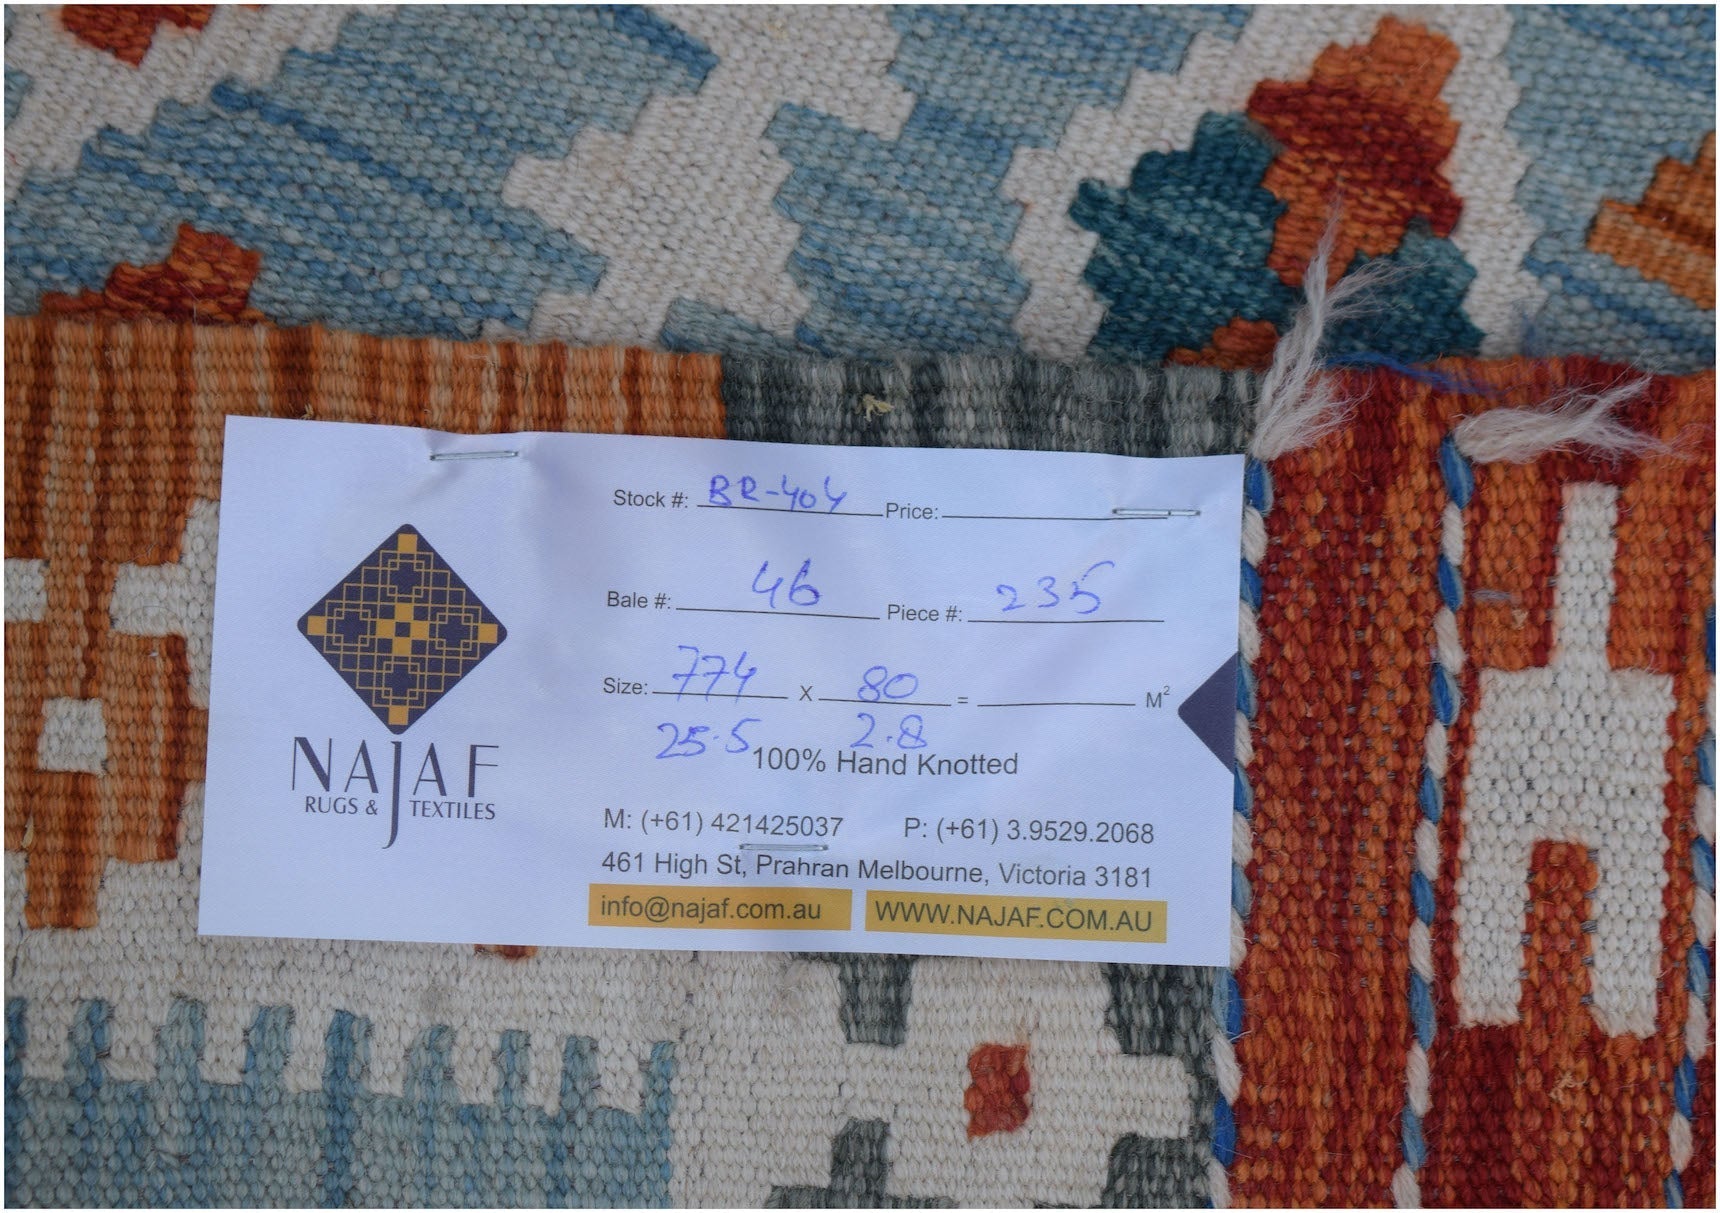 NAJAF
RUGS & TEXTILES
Stock #: BR-404 Price:
Bale #: 46 Piece #: 235
Size: 774 X 80 = M²
25.5 2.8
100% Hand Knotted
M: (+61) 421425037 P: (+61) 3.9529.2068
461 High St, Prahran Melbourne, Victoria 3181
info@najaf.com.au WWW.NAJAF.COM.AU